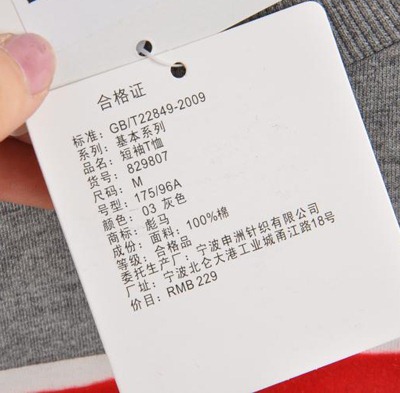 合格证
标准: GB/T22849-2009
系列: 基本系列
品名: 短袖T恤
货号: 829807
尺码: M
号型: 175/96A
颜色: 03 灰色
商标: 彪马
成份: 面料: 100%棉
等级: 合格品
委托生产厂: 宁波申洲针织有限公司
厂址: 宁波北仑大港工业城甬江路18号
价目: RMB 229